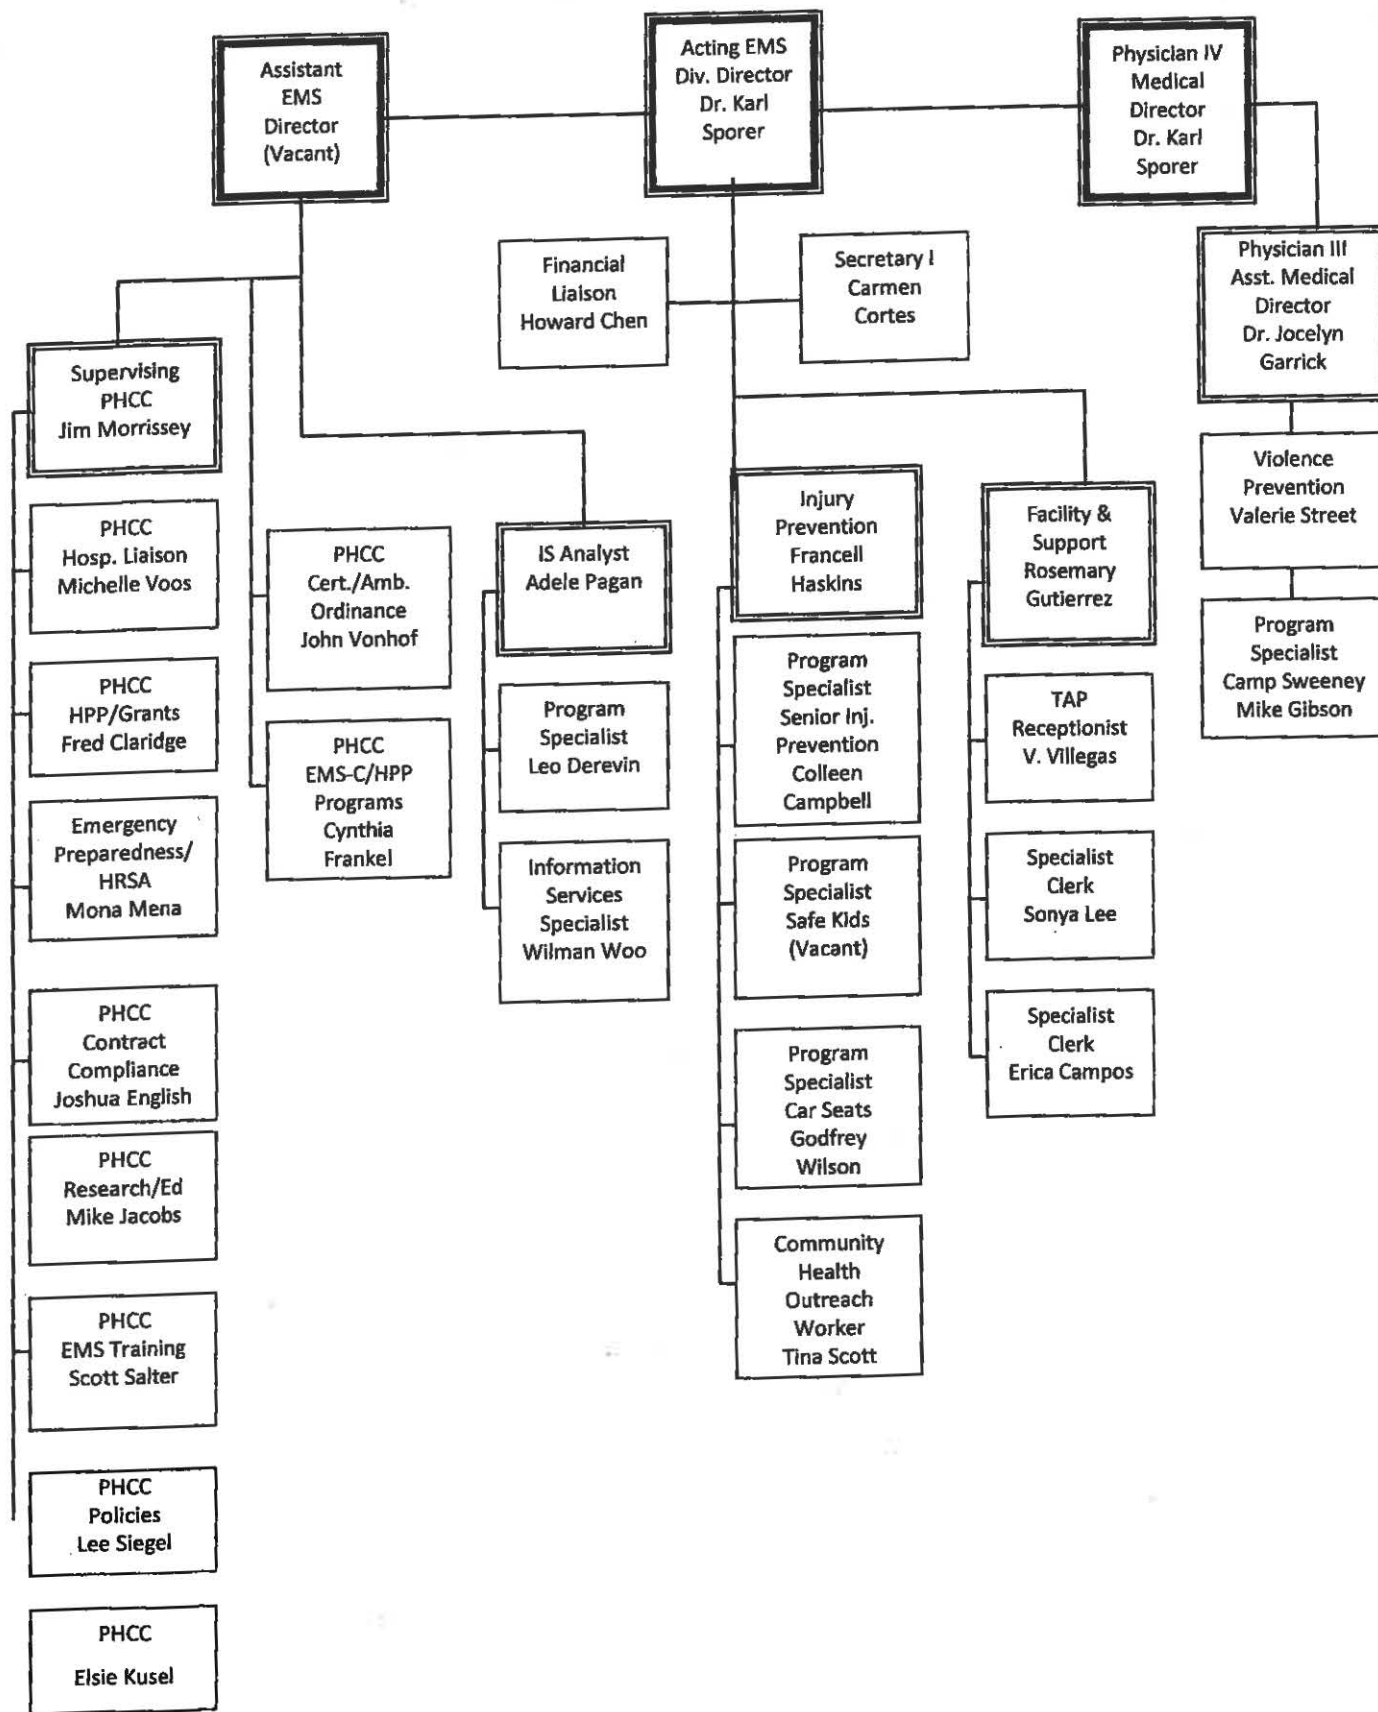 Assistant
EMS
Director
(Vacant)
Acting EMS
Div. Director
Dr. Karl
Sporer
Physician IV
Medical
Director
Dr. Karl
Sporer
Financial
Liaison
Howard Chen
Secretary I
Carmen
Cortes
Physician III
Asst. Medical
Director
Dr. Jocelyn
Garrick
Supervising
PHCC
Jim Morrissey
PHCC
Hosp. Liaison
Michelle Voos
PHCC
HPP/Grants
Fred Claridge
Emergency
Preparedness/
HRSA
Mona Mena
PHCC
Contract
Compliance
Joshua English
PHCC
Research/Ed
Mike Jacobs
PHCC
EMS Training
Scott Salter
PHCC
Policies
Lee Siegel
PHCC
Elsie Kusel
PHCC
Cert./Amb.
Ordinance
John Vonhof
PHCC
EMS-C/HPP
Programs
Cynthia
Frankel
IS Analyst
Adele Pagan
Program
Specialist
Leo Derevin
Information
Services
Specialist
Wilman Woo
Injury
Prevention
Francell
Haskins
Program
Specialist
Senior Inj.
Prevention
Colleen
Campbell
Program
Specialist
Safe Kids
(Vacant)
Program
Specialist
Car Seats
Godfrey
Wilson
Community
Health
Outreach
Worker
Tina Scott
Facility &
Support
Rosemary
Gutierrez
TAP
Receptionist
V. Villegas
Specialist
Clerk
Sonya Lee
Specialist
Clerk
Erica Campos
Violence
Prevention
Valerie Street
Program
Specialist
Camp Sweeney
Mike Gibson